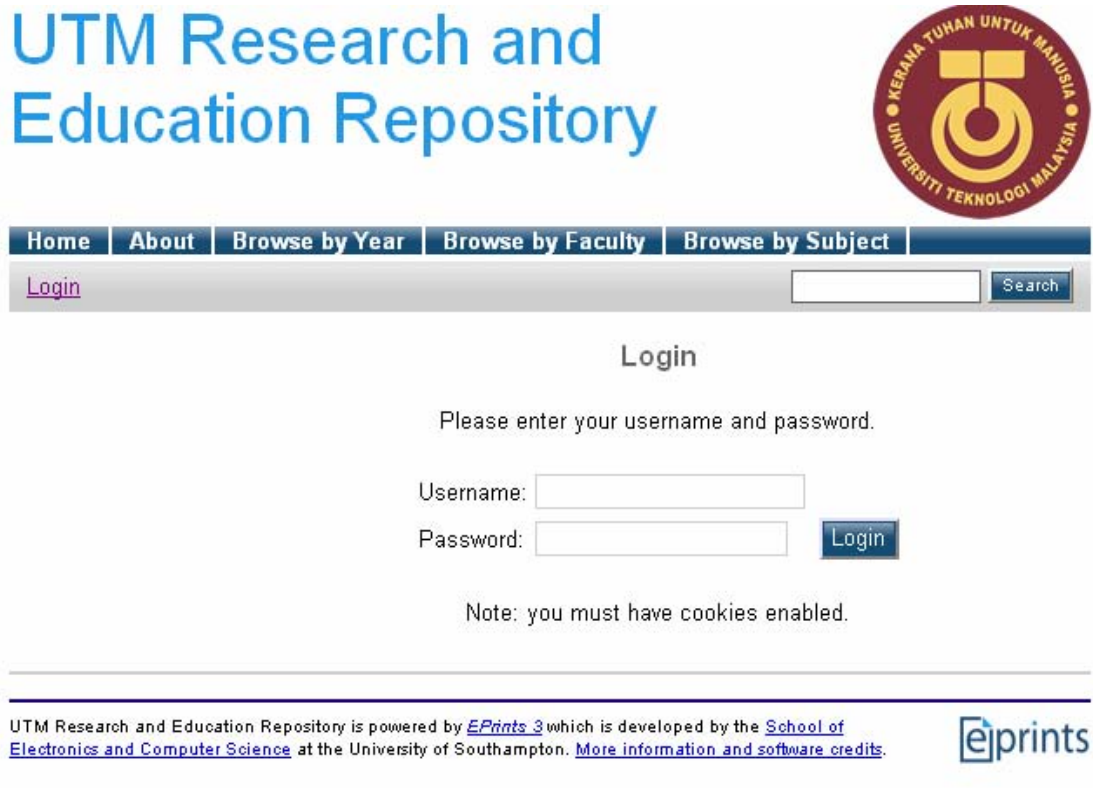 UTM Research and
Education Repository
KERANA TUHAN UNTUK MANUSIA
UNIVERSITI TEKNOLOGI MALAYSIA
Home About Browse by Year Browse by Faculty Browse by Subject
Login Search
Login
Please enter your username and password.
Username:
Password: Login
Note: you must have cookies enabled.
UTM Research and Education Repository is powered by EPrints 3 which is developed by the School of
Electronics and Computer Science at the University of Southampton. More information and software credits.
eprints